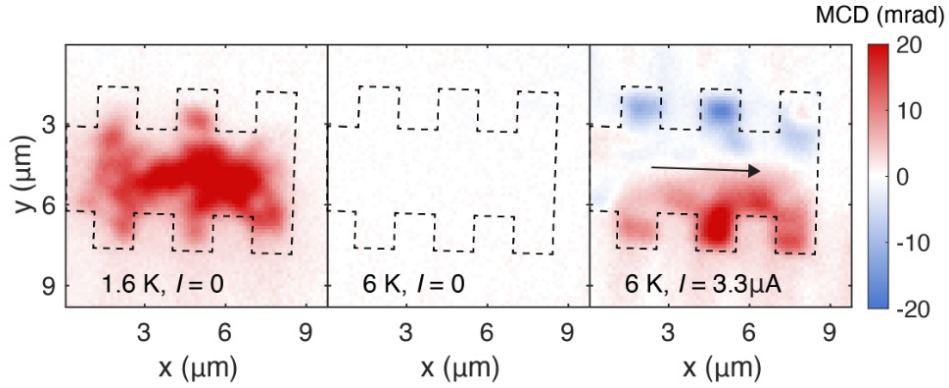 MCD (mrad)
20
10
0
-10
-20
y (μm)
3
6
9
1.6 K, I = 0
6 K, I = 0
6 K, I = 3.3μA
3 6 9
3 6 9
3 6 9
x (μm)
x (μm)
x (μm)